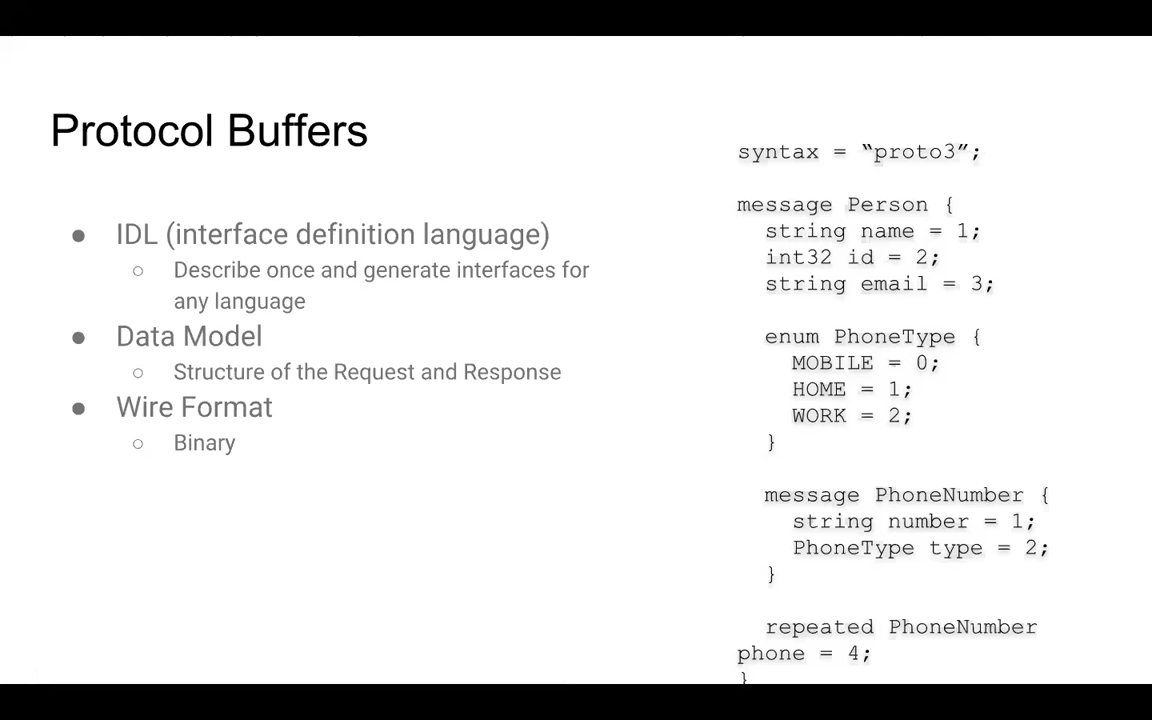 Protocol Buffers
● IDL (interface definition language)
○ Describe once and generate interfaces for
any language
● Data Model
○ Structure of the Request and Response
● Wire Format
○ Binary
syntax = “proto3”;
message Person {
string name = 1;
int32 id = 2;
string email = 3;
enum PhoneType {
MOBILE = 0;
HOME = 1;
WORK = 2;
}
message PhoneNumber {
string number = 1;
PhoneType type = 2;
}
repeated PhoneNumber
phone = 4;
}